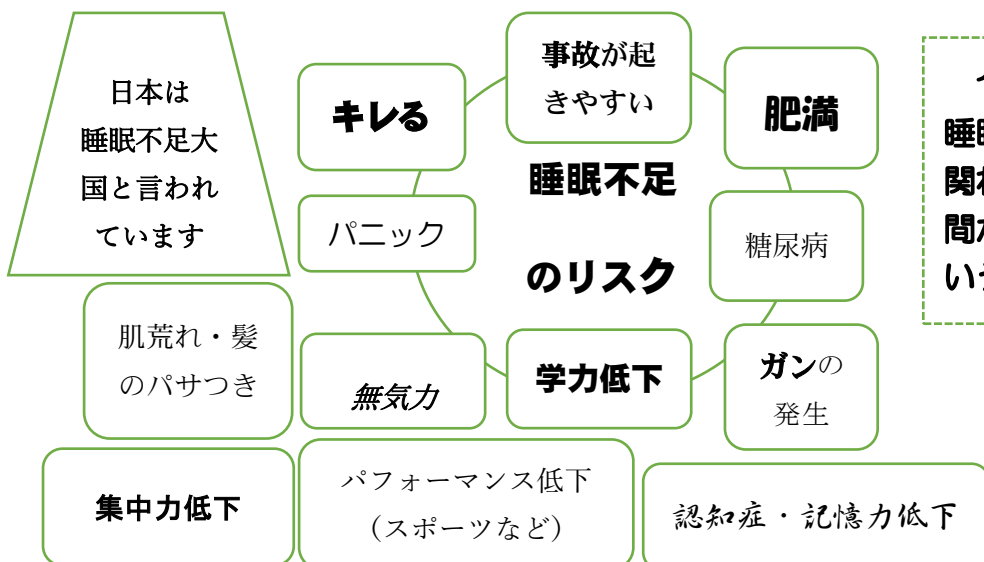 日本は
睡眠不足大
国と言われ
ています
キレる
事故が起
きやすい
肥満
睡眠不足
のリスク
パニック
糖尿病
肌荒れ・髪
のパサつき
無気力
学力低下
ガンの
発生
集中力低下
パフォーマンス低下
（スポーツなど）
認知症・記憶力低下
関
間
い